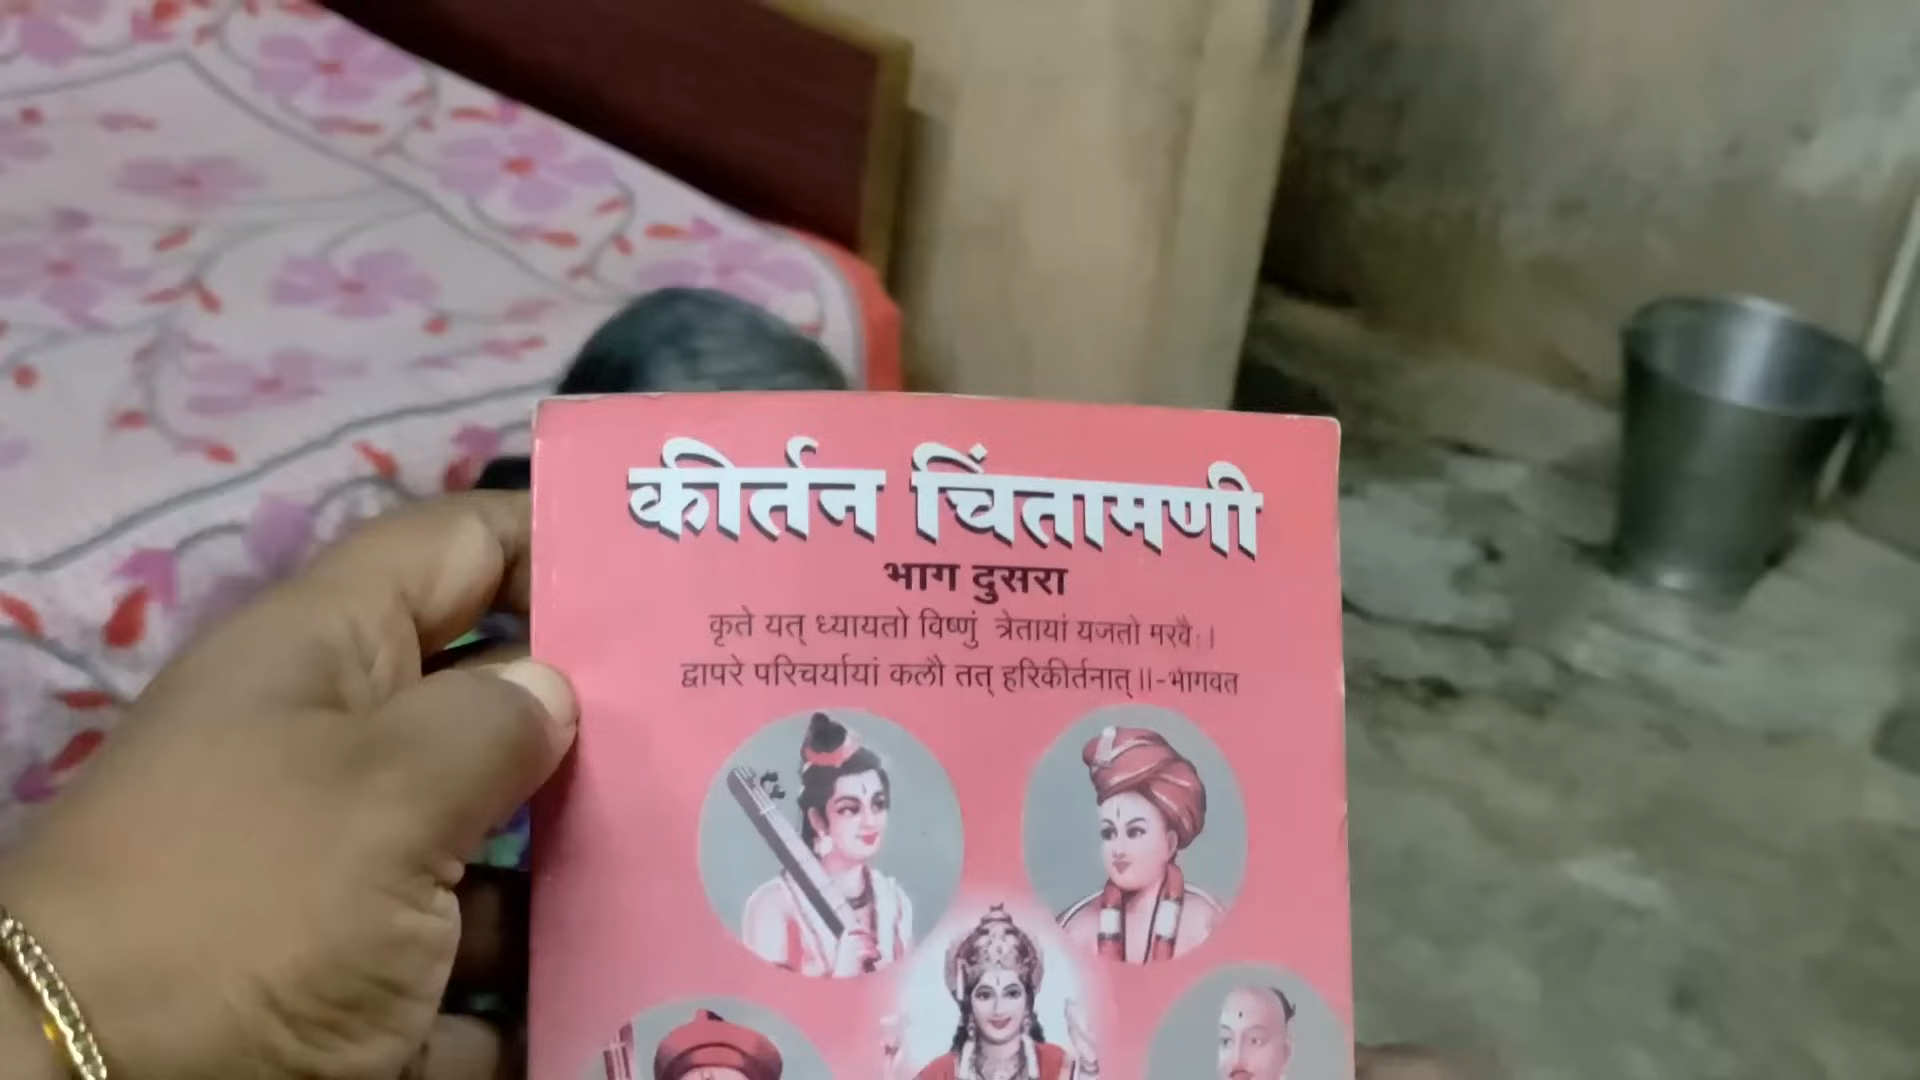 कीर्तन चिंतामणी
भाग दुसरा
कृते यत् ध्यायतो विष्णुं त्रेतायां यजतो मखैः।
द्वापरे परिचर्यायां कलौ तत् हरिकीर्तनात्॥-भागवत